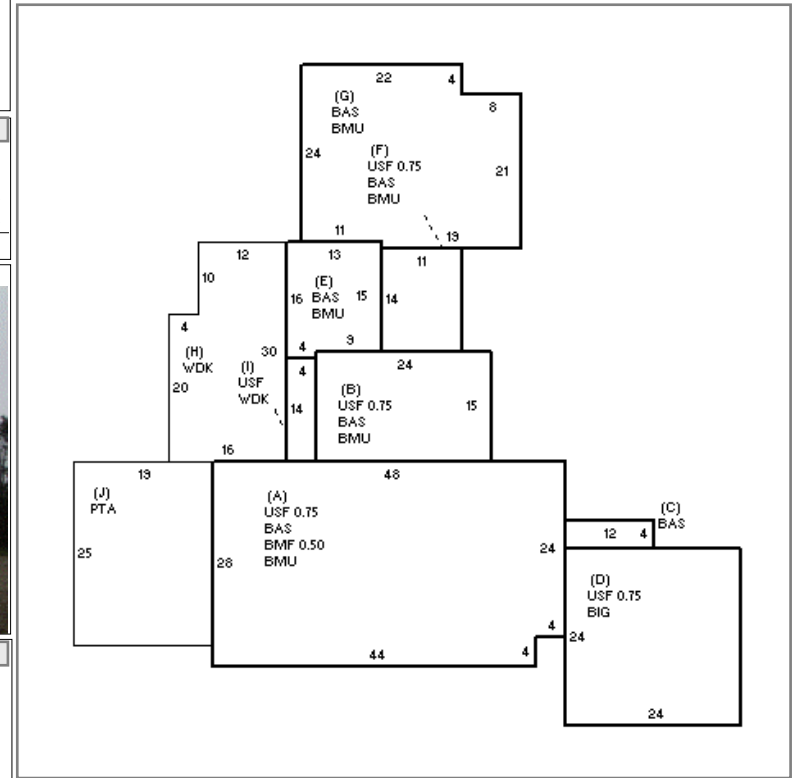 22
4
8
(G)
BAS
BMU
24
(F)
USF 0.75
BAS
BMU
21
11
19
12
13
11
10
(E)
BAS
BMU
16
15
14
4
9
4
30
4
24
(H)
WDK
20
(I)
USF
WDK
14
(B)
USF 0.75
BAS
BMU
15
16
19
48
(J)
PTA
25
(A)
USF 0.75
BAS
BMF 0.50
BMU
28
24
(C)
BAS
12
4
(D)
USF 0.75
BIG
4
4
24
44
24